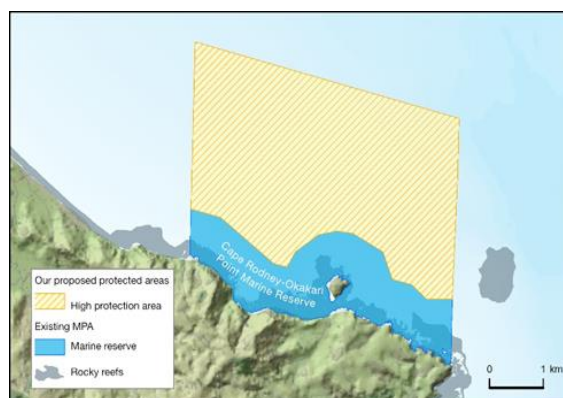 Cape Rodney-Okakari
Point Marine Reserve
Our proposed protected areas
High protection area
Existing MPA
Marine reserve
Rocky reefs
0 1 km